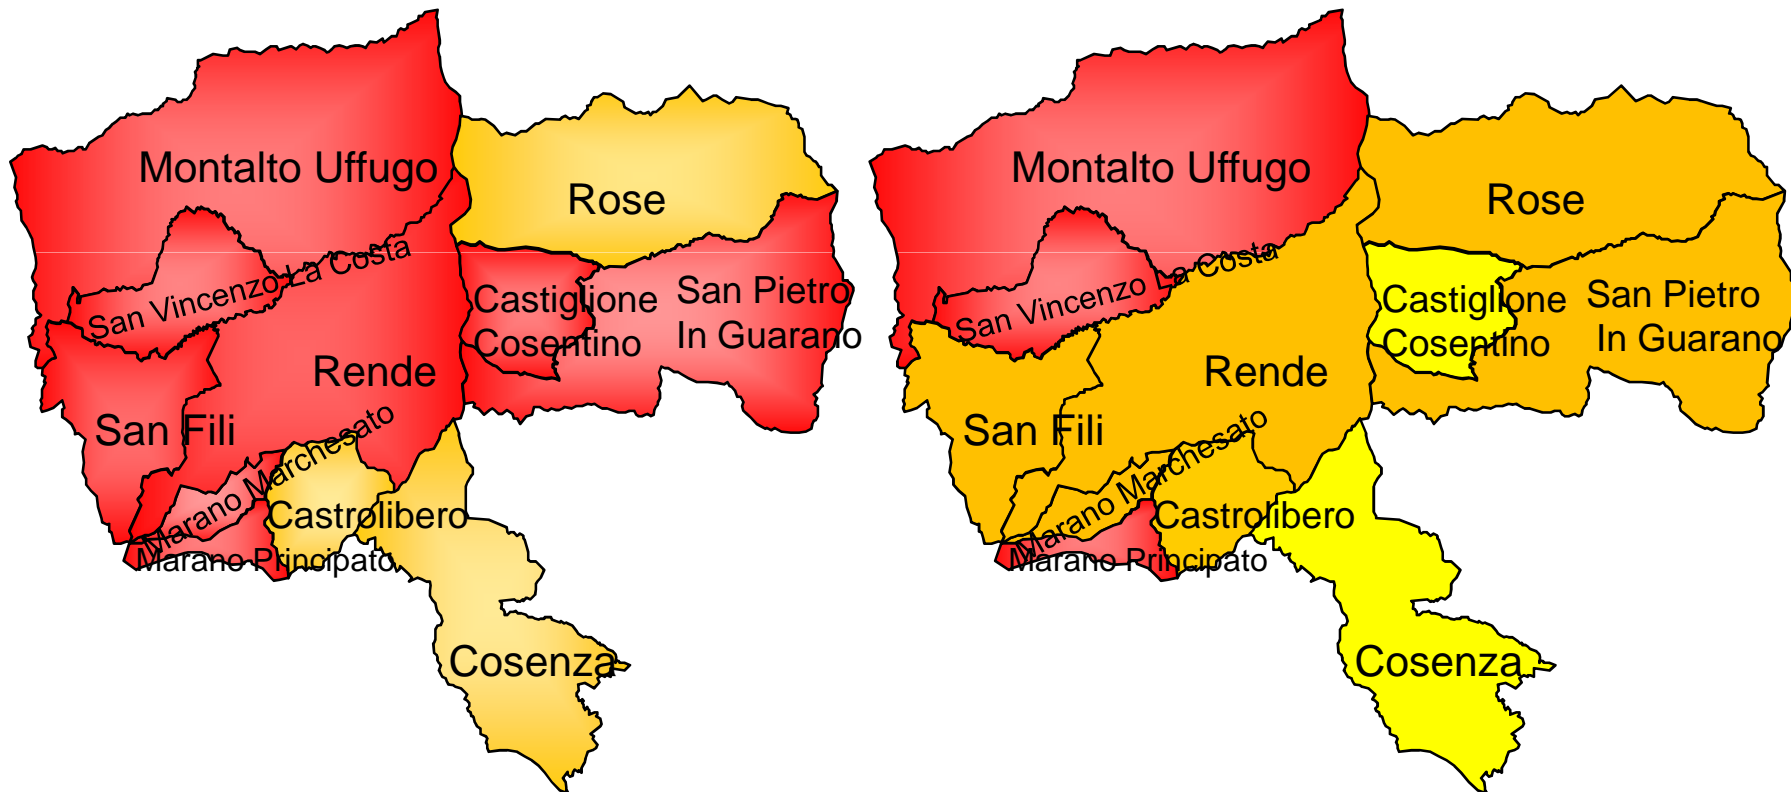 Montalto Uffugo
Rose
San Vincenzo La Costa
Castiglione
Cosentino
San Pietro
In Guarano
Rende
San Fili
Marano Marchesato
Castrolibero
Marano Principato
Cosenza
Montalto Uffugo
Rose
San Vincenzo La Costa
Castiglione
Cosentino
San Pietro
In Guarano
Rende
San Fili
Marano Marchesato
Castrolibero
Marano Principato
Cosenza